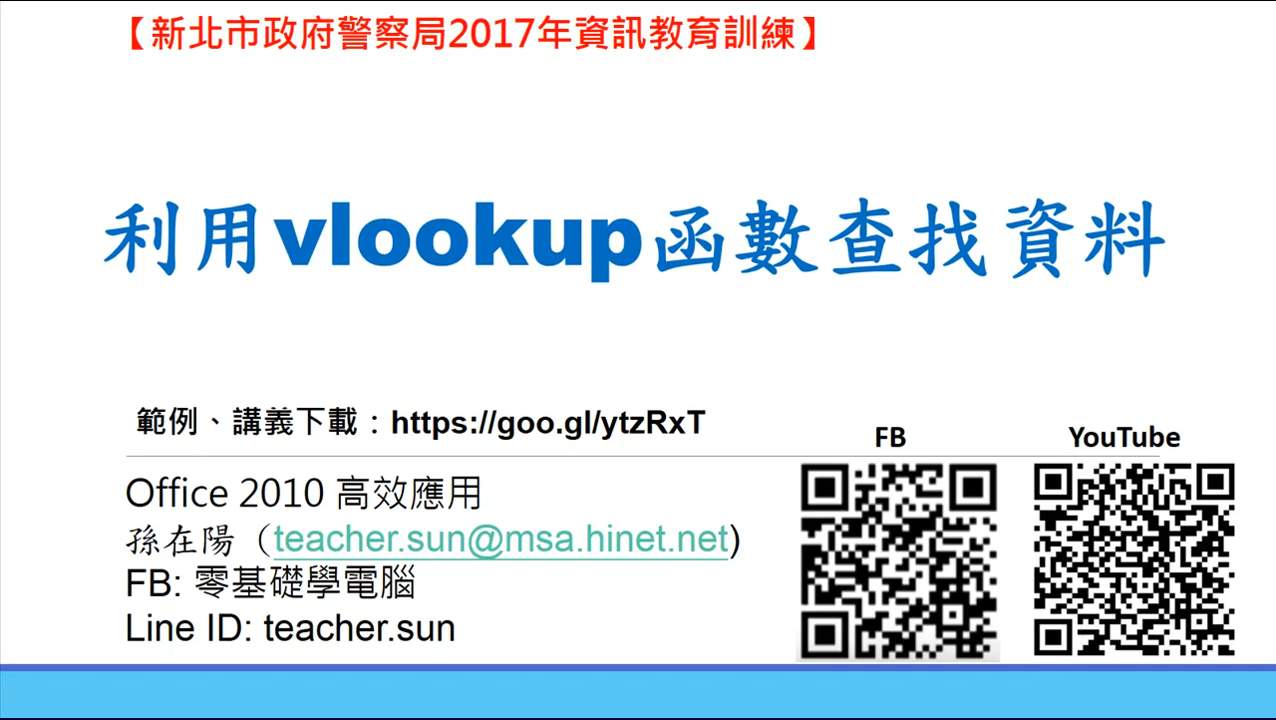 【新北市政府警察局2017年資訊教育訓練】
利用vlookup函數查找資料
範例、講義下載：https://goo.gl/ytzRxT
FB
YouTube
Office 2010 高效應用
孫在陽（teacher.sun@msa.hinet.net)
FB: 零基礎學電腦
Line ID: teacher.sun